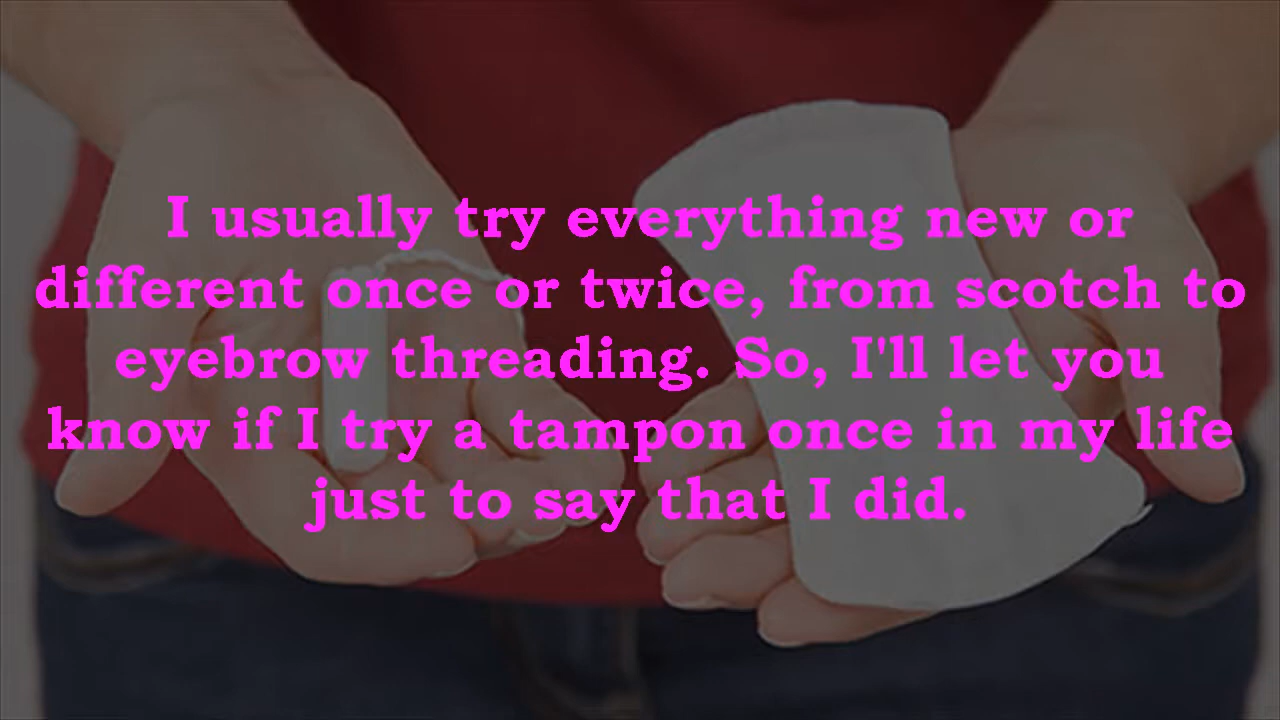 I usually try everything new or
different once or twice, from scotch to
eyebrow threading. So, I'll let you
know if I try a tampon once in my life
just to say that I did.